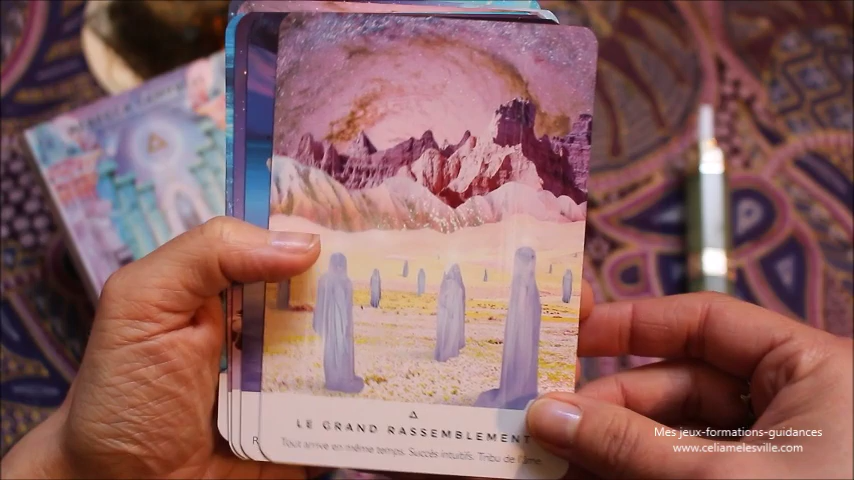 LE GRAND RASSEMBLEMENT
Tout arrive en même temps. Succès intuitifs. Tribu de l'âme.
Mes jeux-formations-guidances
www.celiamelesville.com